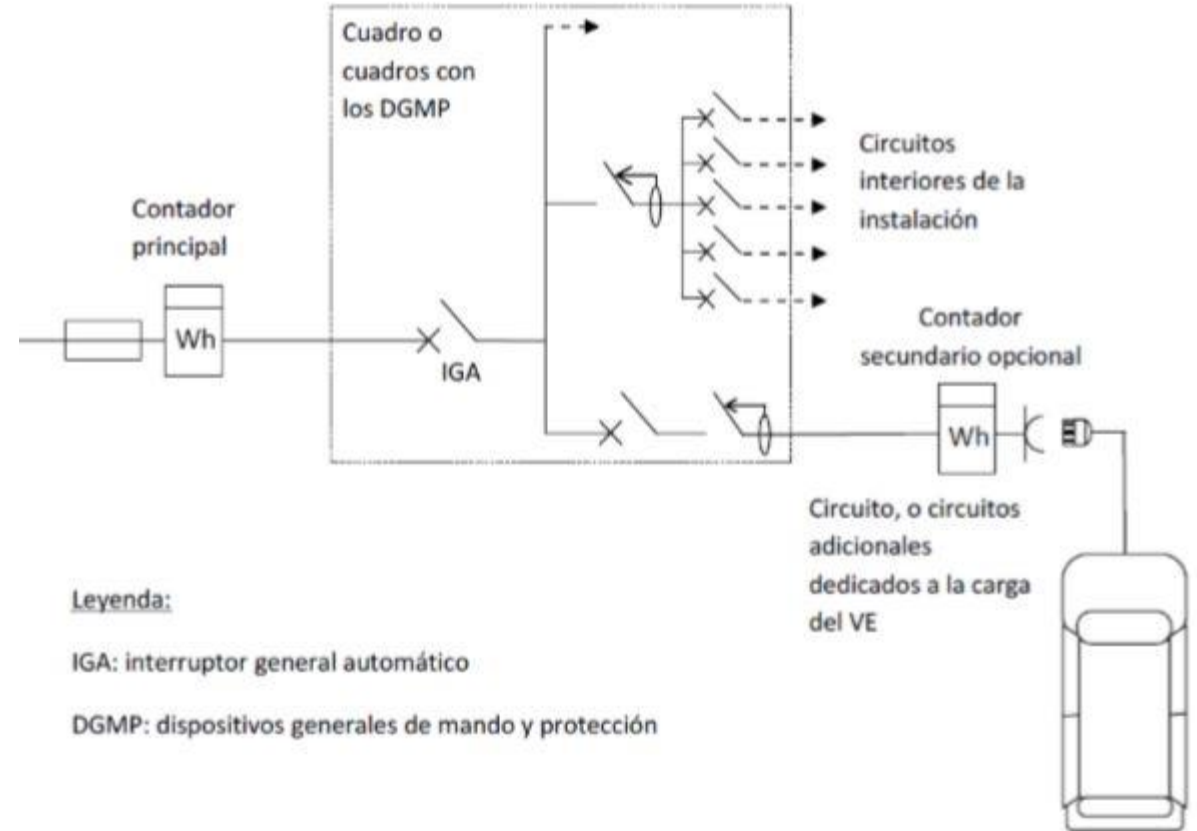 Cuadro o
cuadros con
los DGMP
Circuitos
interiores de la
instalación
Contador
principal
Wh
IGA
Contador
secundario opcional
Wh
Circuito, o circuitos
adicionales
dedicados a la carga
del VE
Leyenda:
IGA: interruptor general automático
DGMP: dispositivos generales de mando y protección